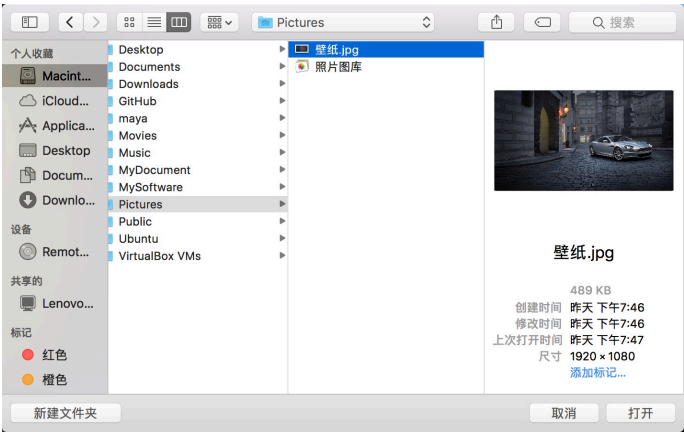 Pictures
搜索
个人收藏
Macint...
iCloud...
Applica...
Desktop
Docum...
Downlo...
设备
Remot...
共享的
Lenovo...
标记
红色
橙色
Desktop
Documents
Downloads
GitHub
maya
Movies
Music
MyDocument
MySoftware
Pictures
Public
Ubuntu
VirtualBox VMs
壁纸.jpg
照片图库
壁纸.jpg
489 KB
创建时间 昨天 下午7:46
修改时间 昨天 下午7:46
上次打开时间 昨天 下午7:47
尺寸 1920 × 1080
添加标记...
新建文件夹
取消
打开